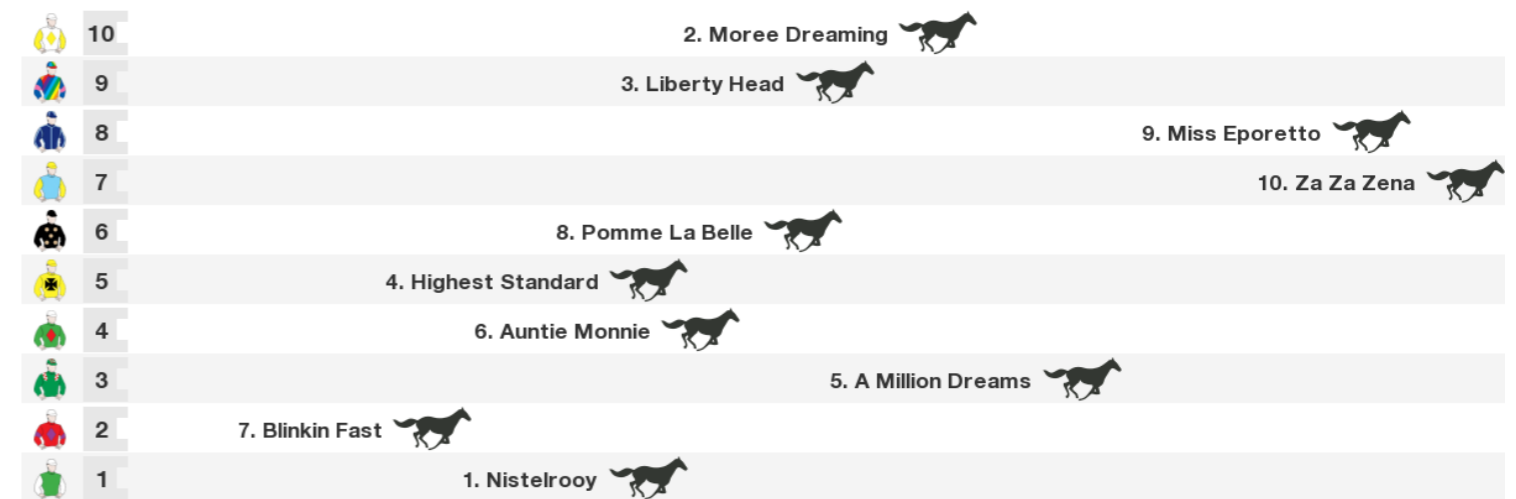 10 2. Moree Dreaming
9 3. Liberty Head
8 9. Miss Eporetto
7 10. Za Za Zena
6 8. Pomme La Belle
5 4. Highest Standard
4 6. Auntie Monnie
3 5. A Million Dreams
2 7. Blinkin Fast
1 1. Nistelrooy